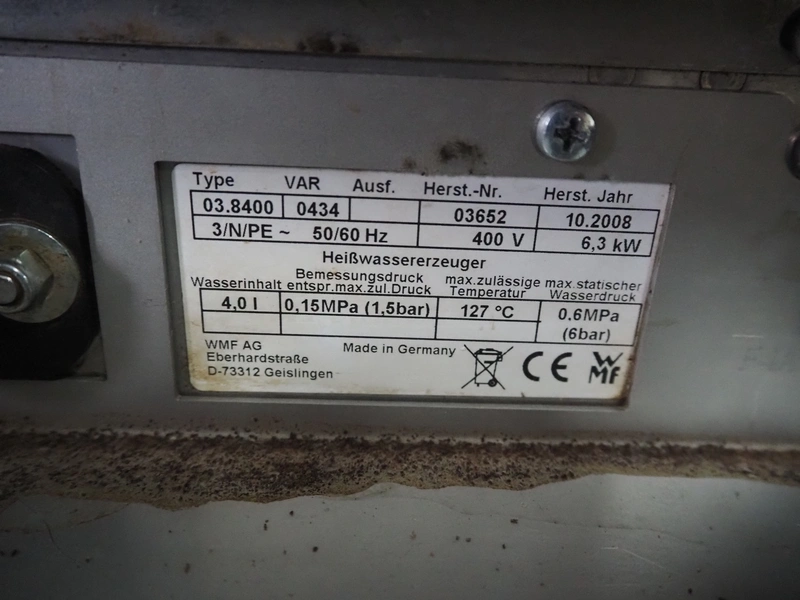 Type VAR Ausf. Herst.-Nr. Herst. Jahr
03.8400 0434 03652 10.2008
3/N/PE ~ 50/60 Hz 400 V 6,3 kW
Heißwassererzeuger
Wasserinhalt Bemessungsdruck entspr.max.zul.Druck max.zulässige Temperatur max.statischer Wasserdruck
4,0 l 0,15MPa (1,5bar) 127 °C 0.6MPa
(6bar)
WMF AG Made in Germany
Eberhardstraße
D-73312 Geislingen
CE WMF